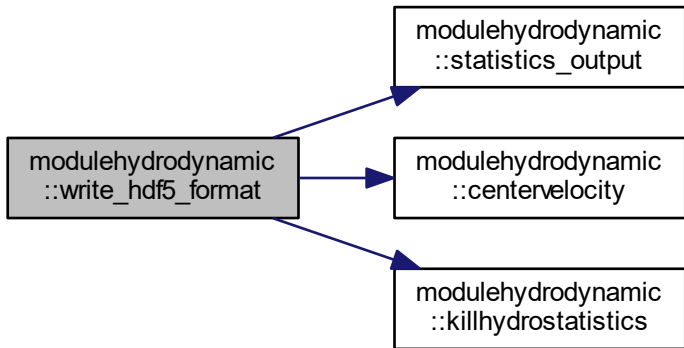 modulehydrodynamic
::statistics_output
modulehydrodynamic
::write_hdf5_format
modulehydrodynamic
::centervelocity
modulehydrodynamic
::killhydrostatistics